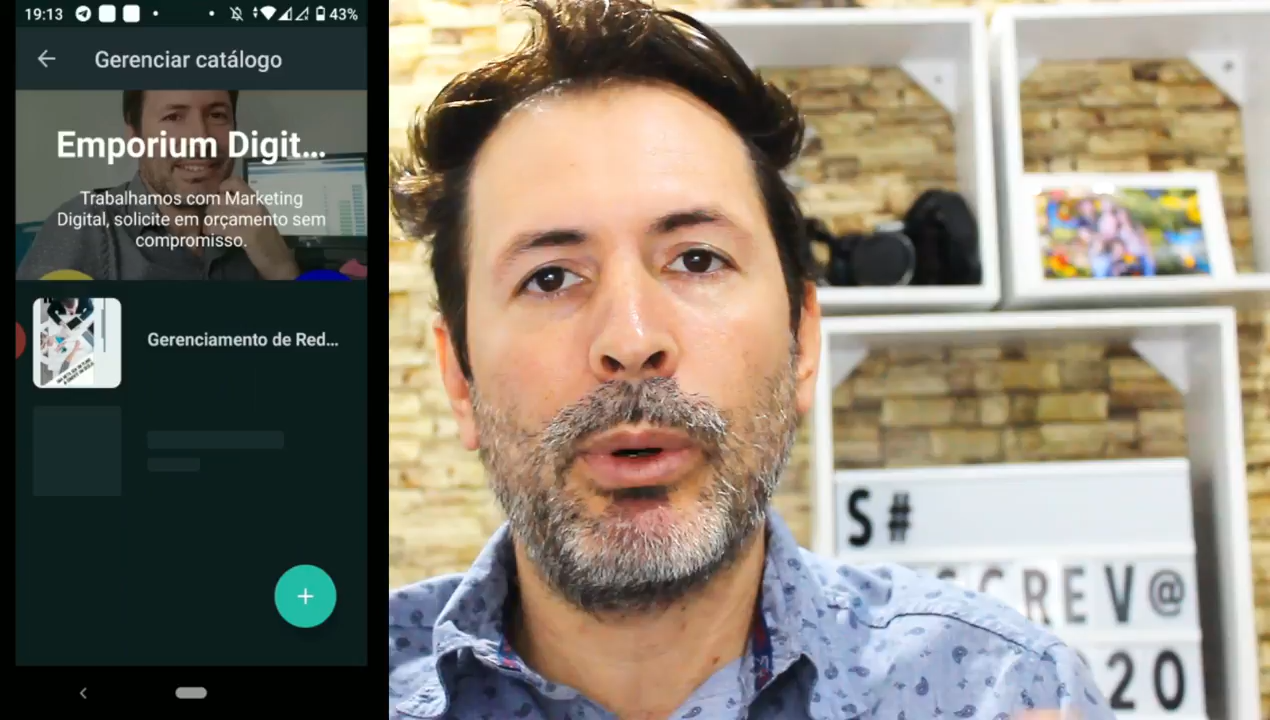 19:13
43%
Gerenciar catálogo
Emporium Digit...
Trabalhamos com Marketing
Digital, solicite em orçamento sem
compromisso.
Gerenciamento de Red...
+
S#
CREV@
20